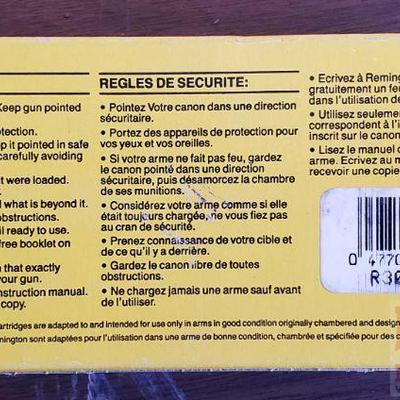 Keep gun pointed
otection.
ep it pointed in safe
carefully avoiding
it were loaded.
d what is beyond it.
obstructions.
il ready to use.
free booklet on
n that exactly
your gun.
nstruction manual.
copy.
REGLES DE SECURITE:
• Pointez Votre canon dans une direction
sécuritaire.
• Portez des appareils de protection pour
vos yeux et vos oreilles.
• Si votre arme ne fait pas feu, gardez
le canon pointé dans une direction
sécuritaire, puis désamorcez la chambre
de ses munitions.
• Considérez votre arme comme si elle
était toujours chargée, ne vous fiez pas
au cran de sécurité.
• Prenez connaissance de votre cible et
de ce qu'il y a derrière.
• Gardez le canon libre de toutes
obstructions.
• Ne chargez jamais une arme sauf avant
de l'utiliser.
• Ecrivez à Reming
gratuitement un feu
dans l'utilisation de
• Utilisez seulemen
correspondent à l'i
inscrit sur le canon
• Lisez le manuel d
arme. Ecrivez au m
recevoir une copie
0 4770
R30
artridges are adapted to and intended for use only in arms in good condition originally chambered and design
mington sont adaptées pour l'utilisation dans une arme de bonne condition, chambrée et spécifiée pour des c